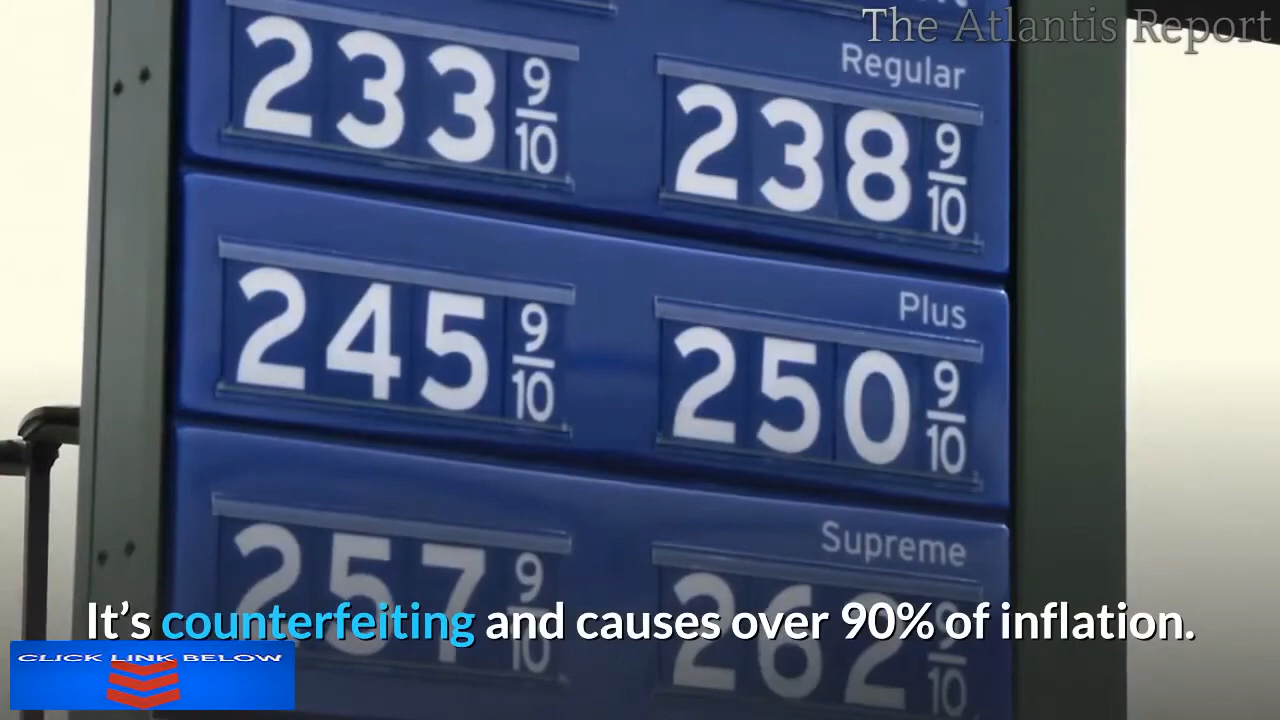 The Atlantis Report
Regular
233 9/10 238 9/10
Plus
245 9/10 250 9/10
Supreme
257 9/10 262 9/10
It's counterfeiting and causes over 90% of inflation.
CLICK LINK BELOW